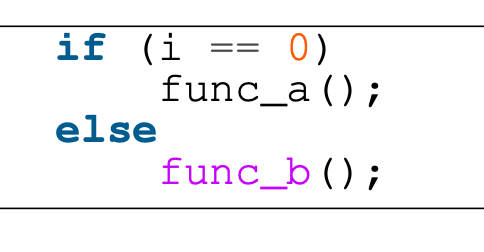 if (i == 0)
    func_a();
else
    func_b();